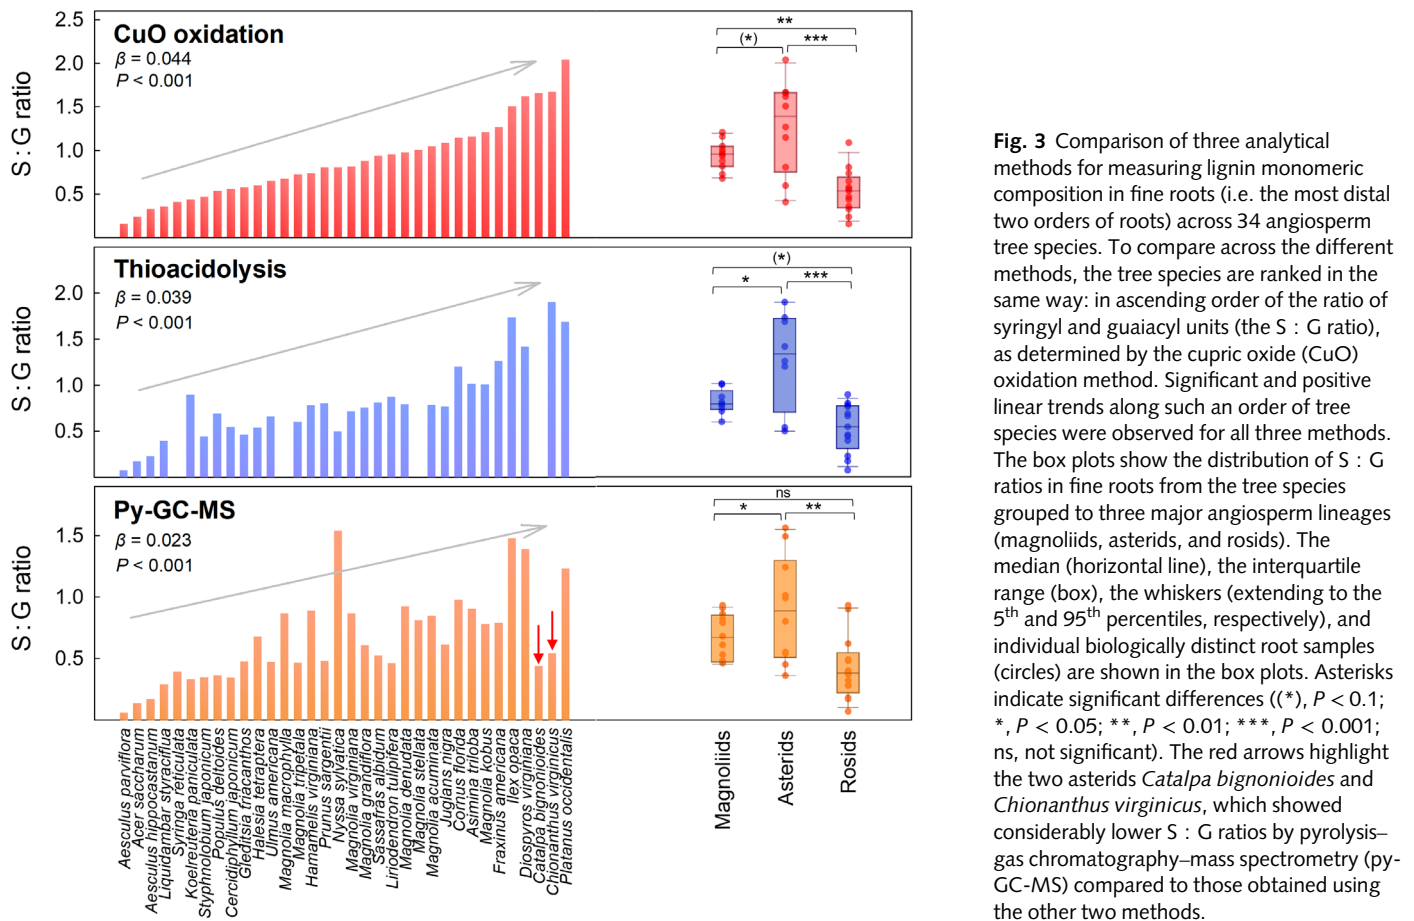 CuO oxidation
β = 0.044
P < 0.001
S : G ratio
2.5
2.0
1.5
1.0
0.5
**
(*)
***
Thioacidolysis
β = 0.039
P < 0.001
S : G ratio
2.0
1.5
1.0
0.5
(*)
*
***
Py-GC-MS
β = 0.023
P < 0.001
S : G ratio
1.5
1.0
0.5
ns
*
**
Aesculus parviflora
Acer saccharum
Aesculus hippocastanum
Liquidambar styraciflua
Syringa reticulata
Koelreuteria paniculata
Styphnolobium japonicum
Populus deltoides
Cercidiphyllum japonicum
Gleditsia friacanthos
Halesia tetraptera
Ulmus americana
Magnolia macrophylla
Magnolia tripetala
Hamamelis virginiana
Prunus sargentii
Nyssa sylvatica
Magnolia virginiana
Magnolia grandiflora
Sassafras albidum
Liriodendron tulipifera
Magnolia denudata
Magnolia stellata
Magnolia acuminata
Juglans nigra
Cornus florida
Asimina triloba
Magnolia kobus
Fraxinus americana
Ilex opaca
Diospyros virginiana
Catalpa bignonioides
Chionanthus virginicus
Platanus occidentalis
Magnoliids
Asterids
Rosids
Fig. 3 Comparison of three analytical
methods for measuring lignin monomeric
composition in fine roots (i.e. the most distal
two orders of roots) across 34 angiosperm
tree species. To compare across the different
methods, the tree species are ranked in the
same way: in ascending order of the ratio of
syringyl and guaiacyl units (the S : G ratio),
as determined by the cupric oxide (CuO)
oxidation method. Significant and positive
linear trends along such an order of tree
species were observed for all three methods.
The box plots show the distribution of S : G
ratios in fine roots from the tree species
grouped to three major angiosperm lineages
(magnoliids, asterids, and rosids). The
median (horizontal line), the interquartile
range (box), the whiskers (extending to the
5th and 95th percentiles, respectively), and
individual biologically distinct root samples
(circles) are shown in the box plots. Asterisks
indicate significant differences ((*), P < 0.1;
*, P < 0.05; **, P < 0.01; ***, P < 0.001;
ns, not significant). The red arrows highlight
the two asterids Catalpa bignonioides and
Chionanthus virginicus, which showed
considerably lower S : G ratios by pyrolysis–
gas chromatography–mass spectrometry (py-
GC-MS) compared to those obtained using
the other two methods.